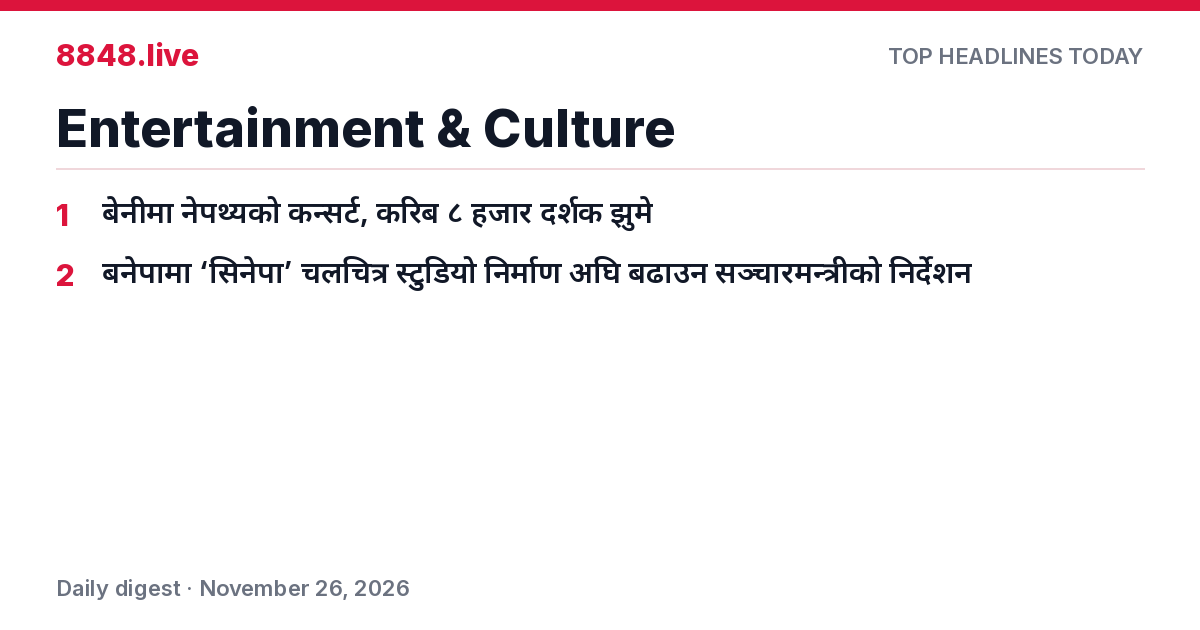 8848.live
TOP HEADLINES TODAY
Entertainment & Culture
1 बेनीमा नेपथ्यको कन्सर्ट, करिब ८ हजार दर्शक झुमे
2 बनेपामा ‘सिनेपा’ चलचित्र स्टुडियो निर्माण अघि बढाउन सञ्चारमन्त्रीको निर्देशन
Daily digest · November 26, 2026